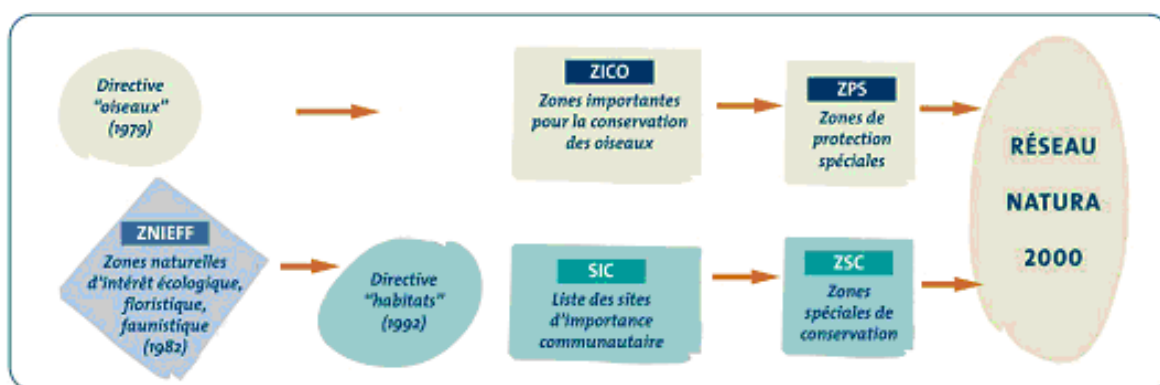 Directive
"oiseaux"
(1979)
ZICO
Zones importantes
pour la conservation
des oiseaux
ZPS
Zones de
protection
spéciales
ZNIEFF
Zones naturelles
d'intérêt écologique,
floristique,
faunistique
(1982)
Directive
"habitats"
(1992)
SIC
Liste des sites
d'importance
communautaire
ZSC
Zones
spéciales de
conservation
RÉSEAU
NATURA
2000